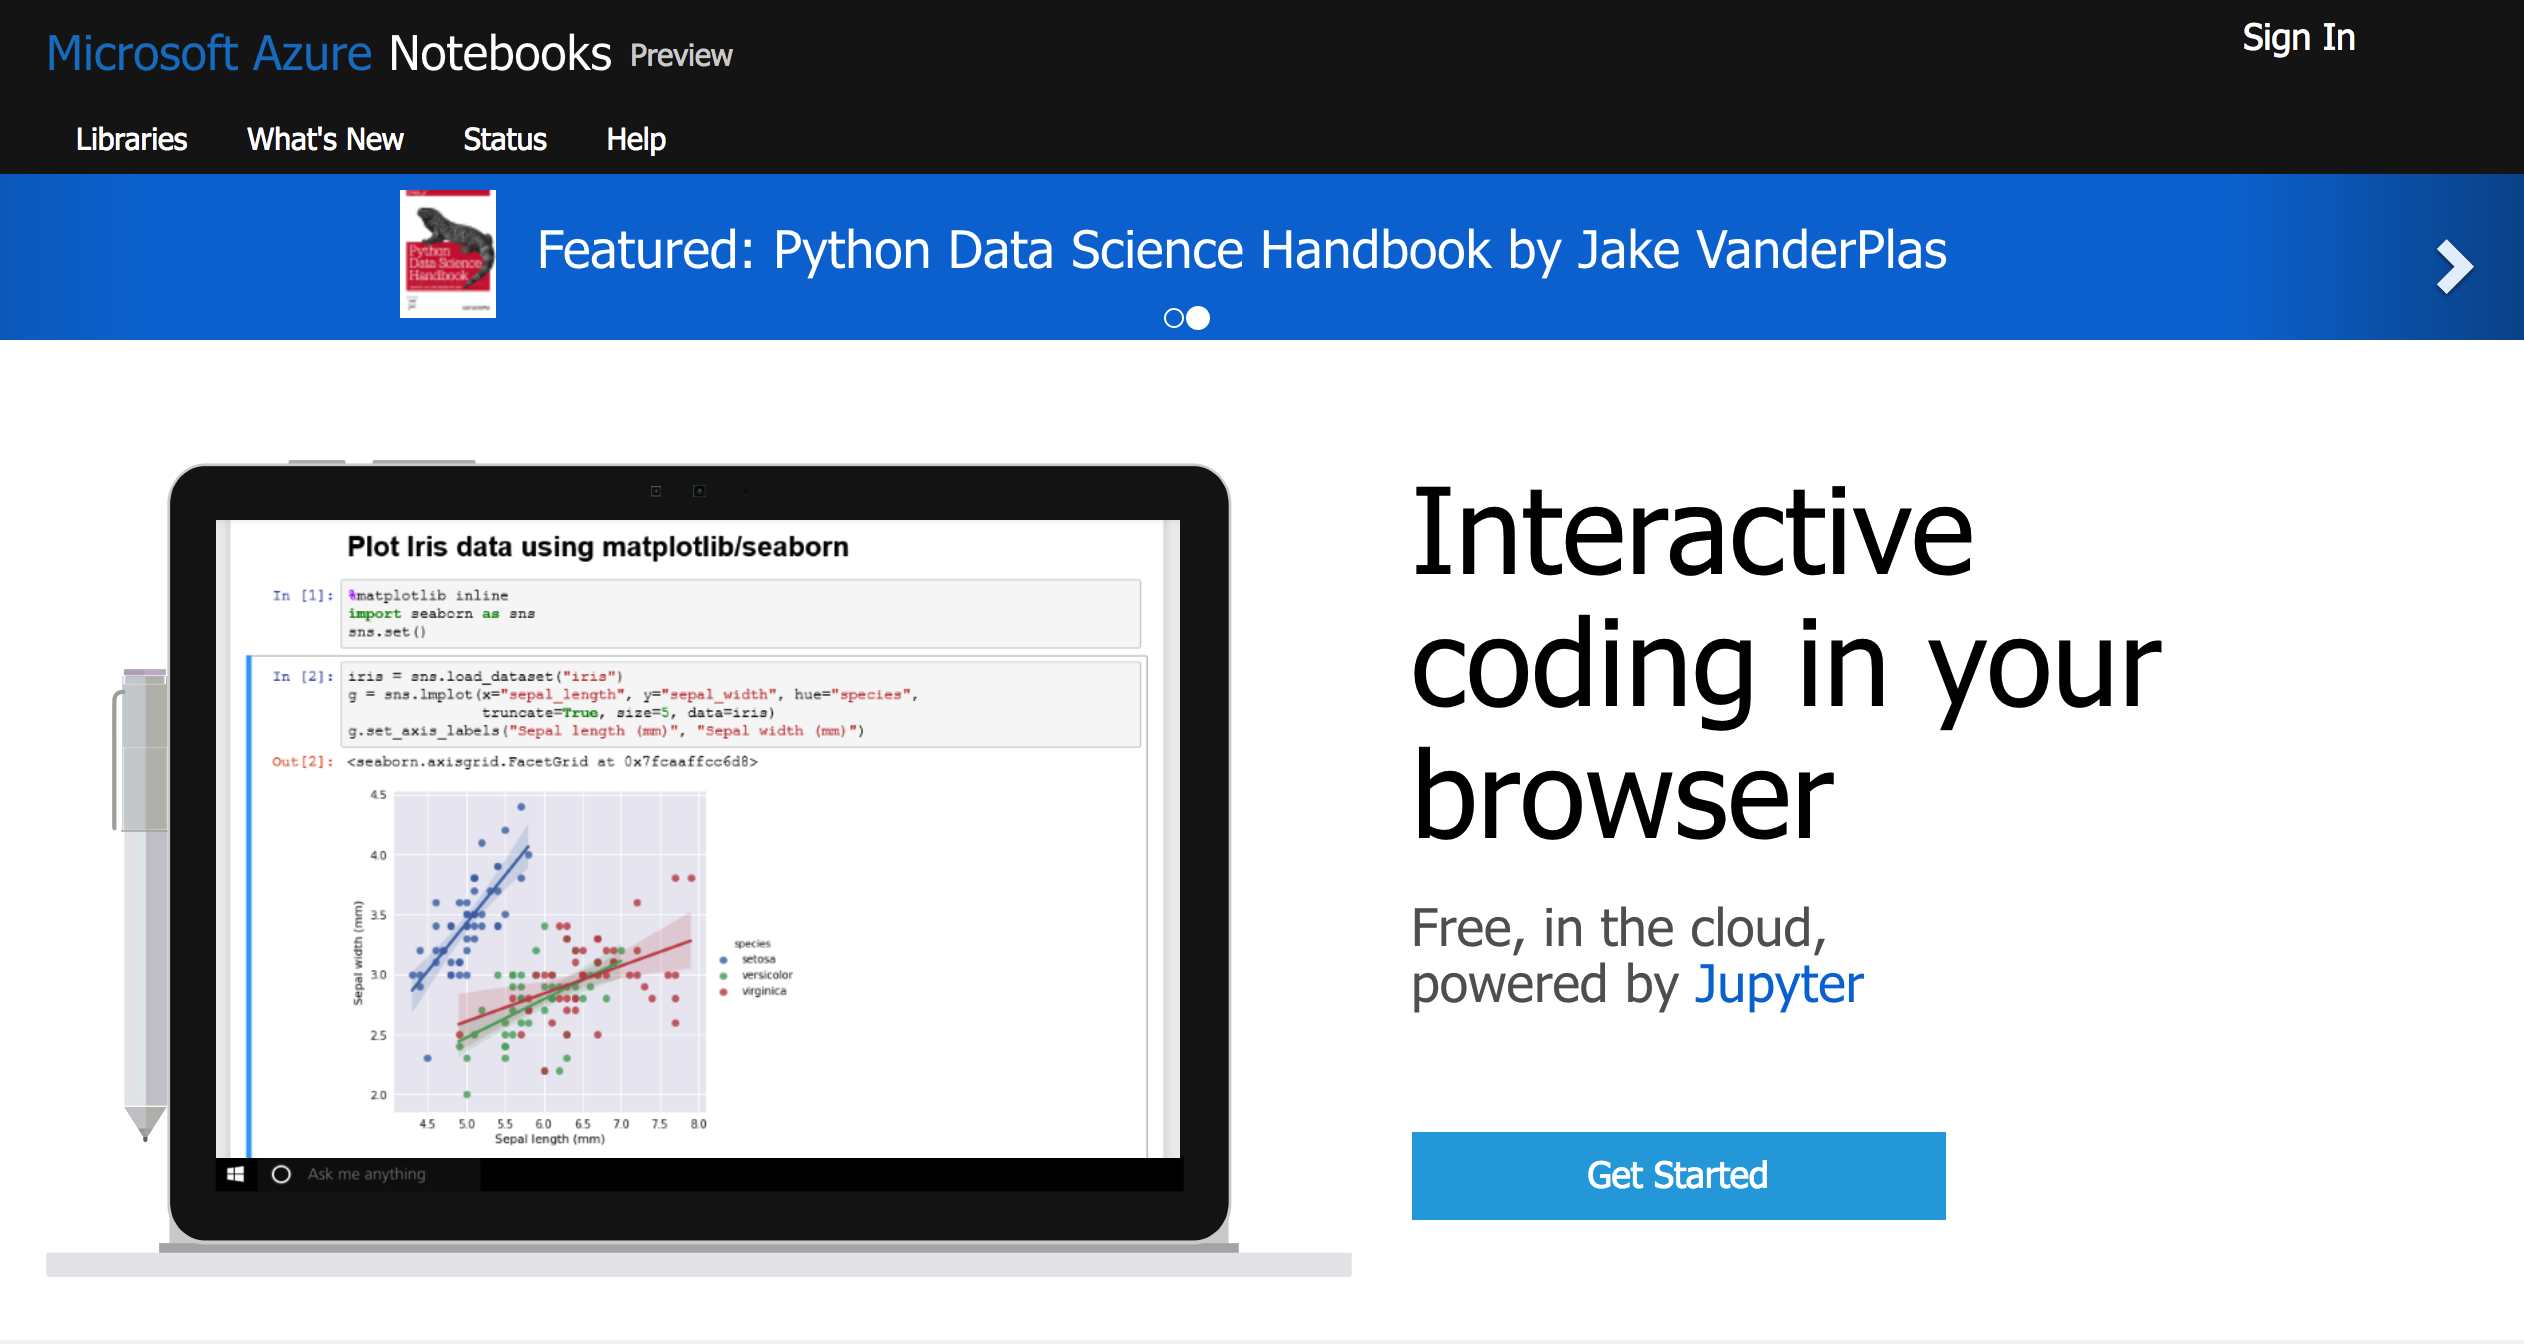 Microsoft Azure Notebooks Preview
Sign In
Libraries What's New Status Help
Python
Data Science
Handbook
Featured: Python Data Science Handbook by Jake VanderPlas
Plot Iris data using matplotlib/seaborn
In [1]: %matplotlib inline
import seaborn as sns
sns.set()
In [2]: iris = sns.load_dataset("iris")
g = sns.lmplot(x="sepal_length", y="sepal_width", hue="species",
truncate=True, size=5, data=iris)
g.set_axis_labels("Sepal length (mm)", "Sepal width (mm)")
Out[2]: <seaborn.axisgrid.FacetGrid at 0x7fcaaffcc6d8>
4.5
4.0
3.5
3.0
2.5
2.0
Sepal width (mm)
4.5 5.0 5.5 6.0 6.5 7.0 7.5 8.0
Sepal length (mm)
species
setosa
versicolor
virginica
Ask me anything
Interactive
coding in your
browser
Free, in the cloud,
powered by Jupyter
Get Started